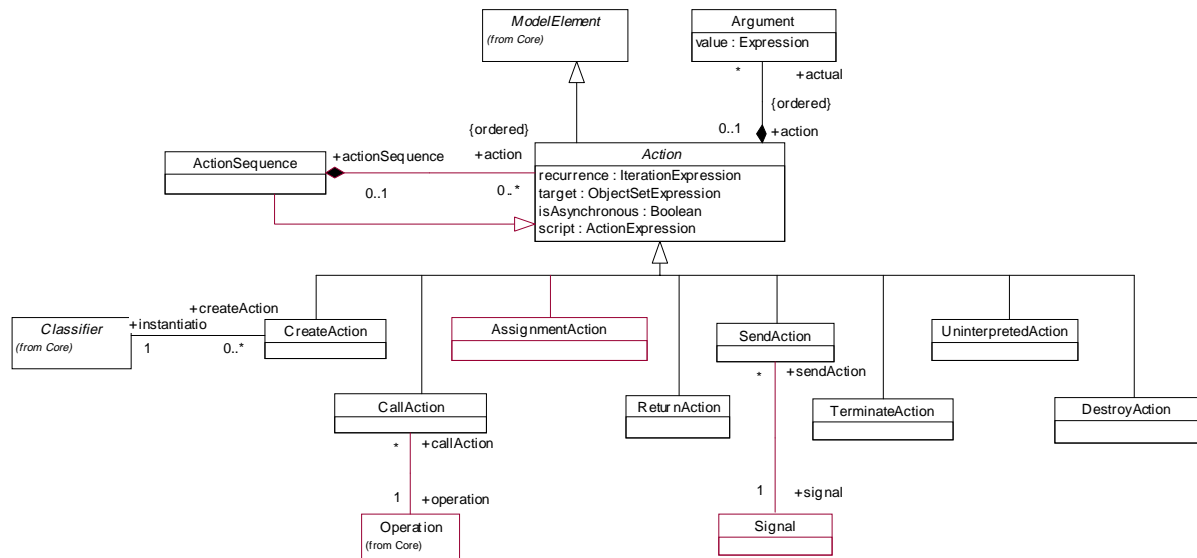 ModelElement
(from Core)
Argument
value : Expression
*
+actual
{ordered}
0..1
+action
{ordered}
+actionSequence
+action
ActionSequence
0..1
0..*
Action
recurrence : IterationExpression
target : ObjectSetExpression
isAsynchronous : Boolean
script : ActionExpression
+createAction
Classifier
(from Core)
+instantiatio
1
0..*
CreateAction
AssignmentAction
SendAction
UninterpretedAction
*
+sendAction
CallAction
ReturnAction
TerminateAction
DestroyAction
*
+callAction
1
+operation
1
+signal
Operation
(from Core)
Signal